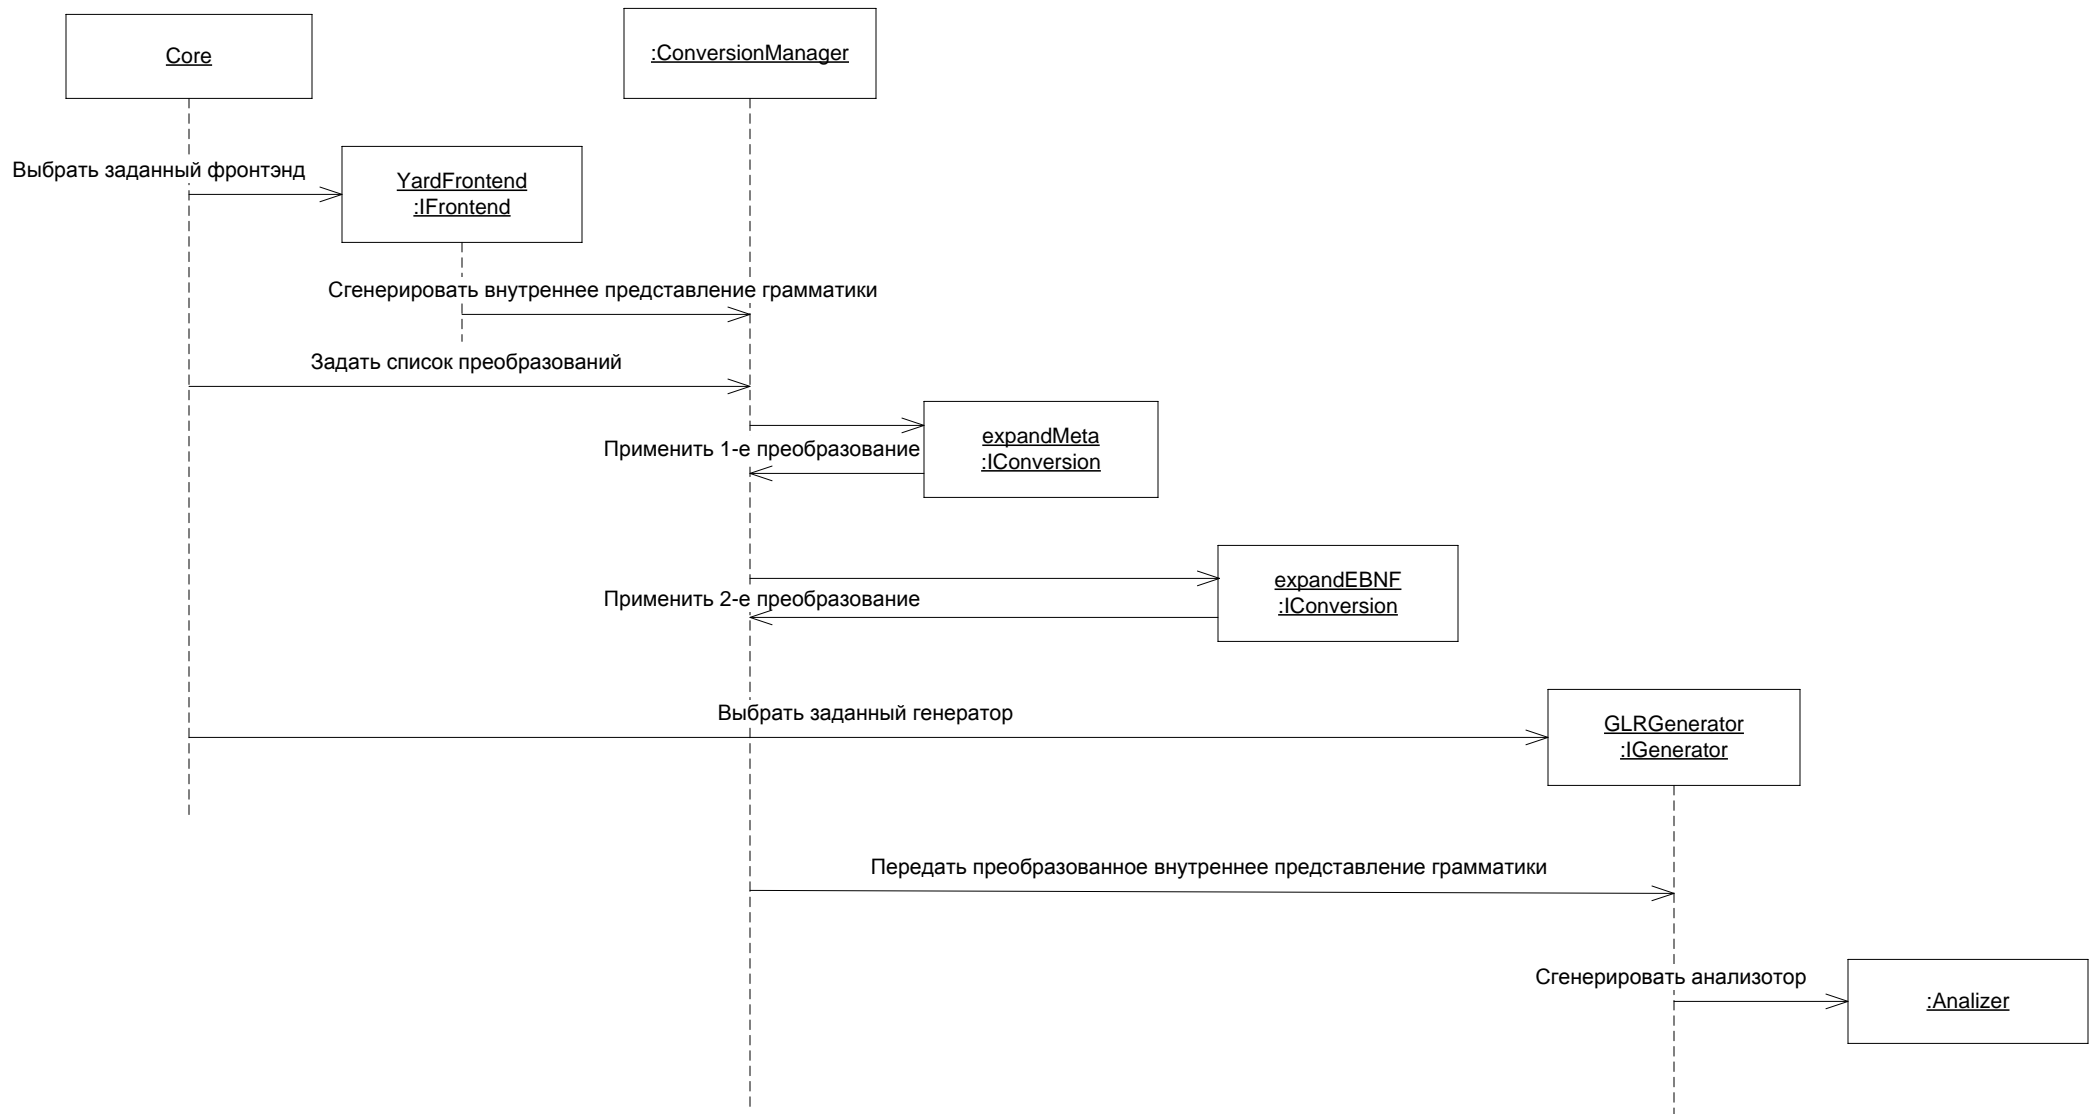 Core
:ConversionManager
Выбрать заданный фронтэнд
YardFrontend
:IFrontend
Сгенерировать внутреннее представление грамматики
Задать список преобразований
expandMeta
:IConversion
Применить 1-е преобразование
expandEBNF
:IConversion
Применить 2-е преобразование
Выбрать заданный генератор
GLRGenerator
:IGenerator
Передать преобразованное внутреннее представление грамматики
Сгенерировать анализотор
:Analizer